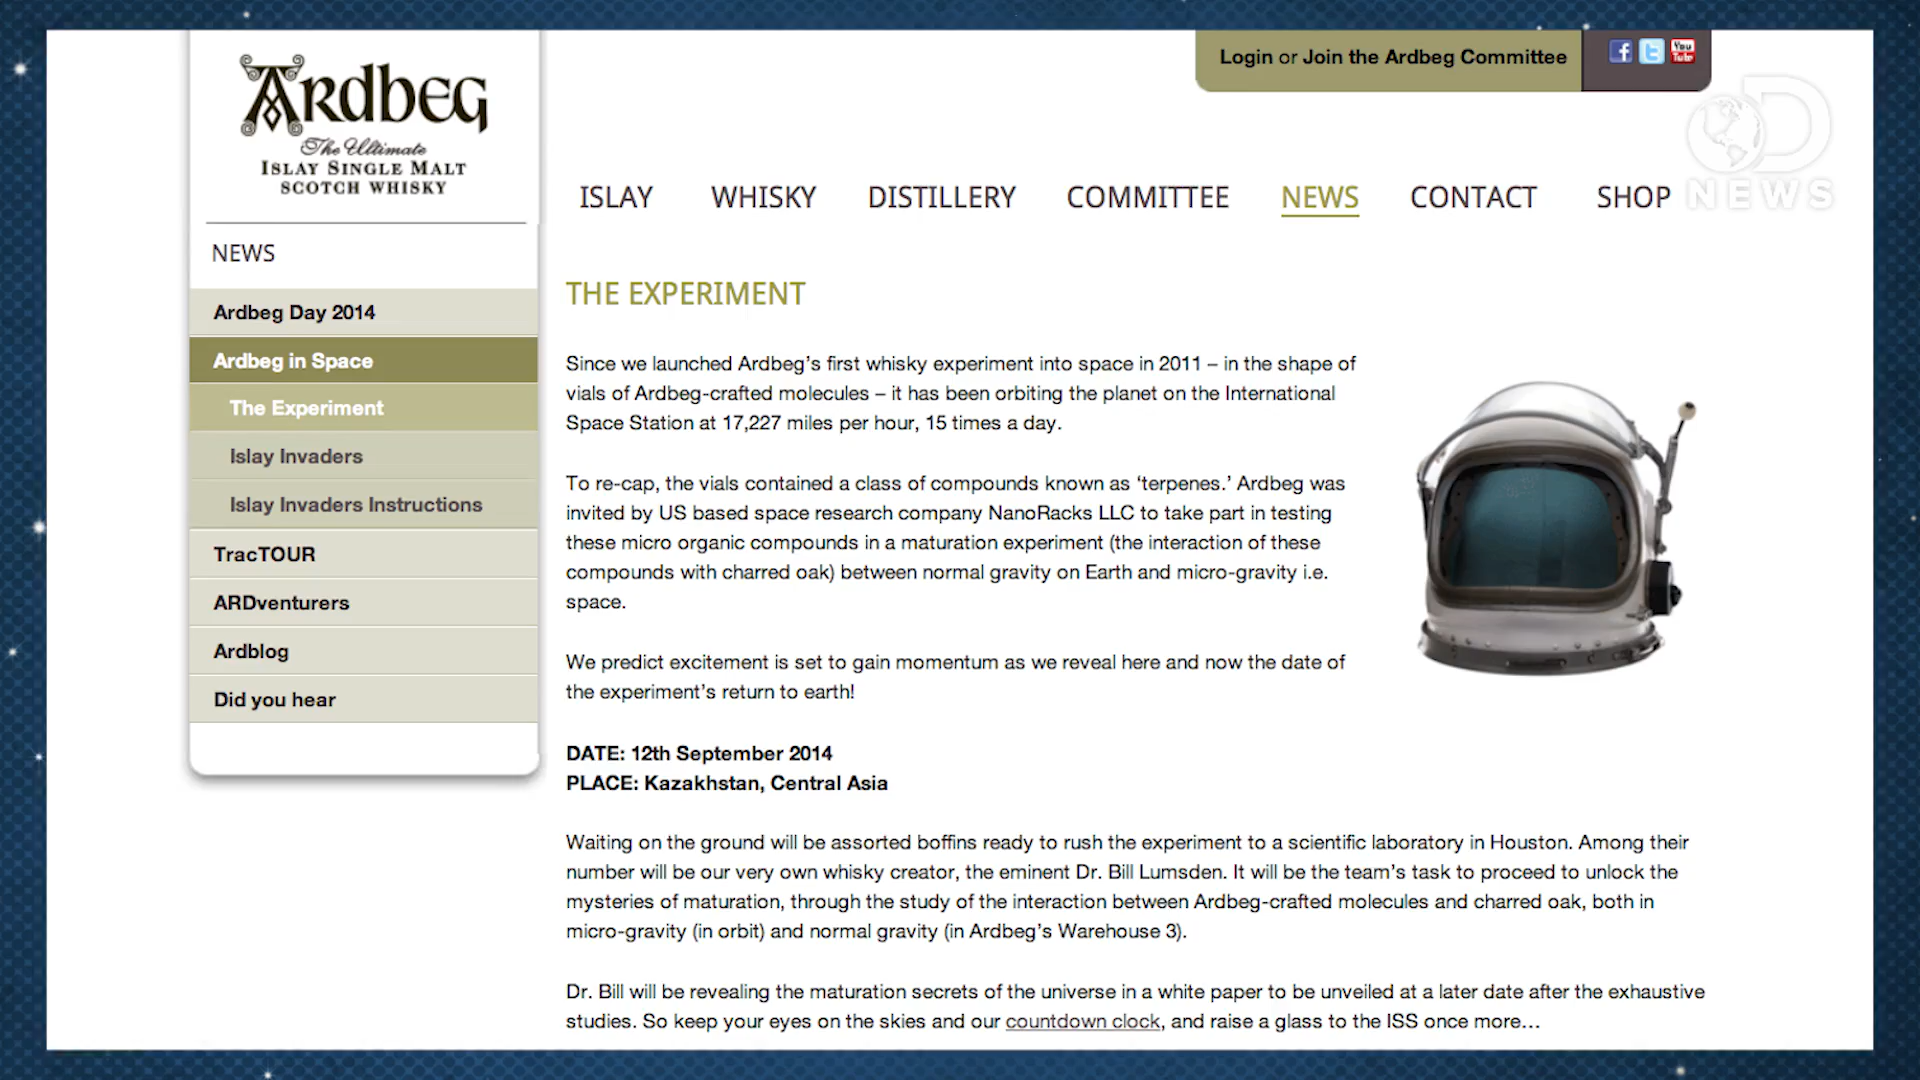 Ardbeg
The Ultimate
ISLAY SINGLE MALT
SCOTCH WHISKY
Login or Join the Ardbeg Committee
f
t
You
Tube
D
NEWS
ISLAY
WHISKY
DISTILLERY
COMMITTEE
NEWS
CONTACT
SHOP
NEWS
Ardbeg Day 2014
Ardbeg in Space
The Experiment
Islay Invaders
Islay Invaders Instructions
TracTOUR
ARDventurers
Ardblog
Did you hear
THE EXPERIMENT
Since we launched Ardbeg’s first whisky experiment into space in 2011 – in the shape of
vials of Ardbeg-crafted molecules – it has been orbiting the planet on the International
Space Station at 17,227 miles per hour, 15 times a day.
To re-cap, the vials contained a class of compounds known as ‘terpenes.’ Ardbeg was
invited by US based space research company NanoRacks LLC to take part in testing
these micro organic compounds in a maturation experiment (the interaction of these
compounds with charred oak) between normal gravity on Earth and micro-gravity i.e.
space.
We predict excitement is set to gain momentum as we reveal here and now the date of
the experiment’s return to earth!
DATE: 12th September 2014
PLACE: Kazakhstan, Central Asia
Waiting on the ground will be assorted boffins ready to rush the experiment to a scientific laboratory in Houston. Among their
number will be our very own whisky creator, the eminent Dr. Bill Lumsden. It will be the team’s task to proceed to unlock the
mysteries of maturation, through the study of the interaction between Ardbeg-crafted molecules and charred oak, both in
micro-gravity (in orbit) and normal gravity (in Ardbeg’s Warehouse 3).
Dr. Bill will be revealing the maturation secrets of the universe in a white paper to be unveiled at a later date after the exhaustive
studies. So keep your eyes on the skies and our countdown clock, and raise a glass to the ISS once more…